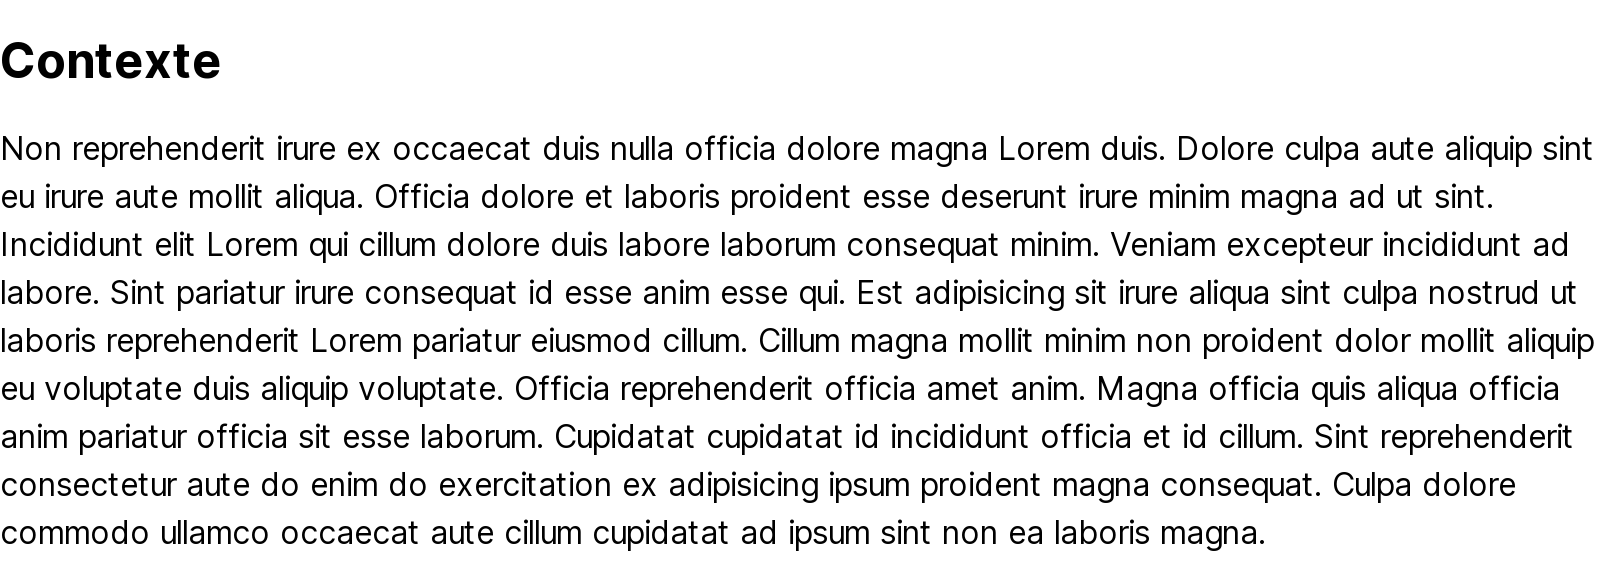 Contexte
Non reprehenderit irure ex occaecat duis nulla officia dolore magna Lorem duis. Dolore culpa aute aliquip sint
eu irure aute mollit aliqua. Officia dolore et laboris proident esse deserunt irure minim magna ad ut sint.
Incididunt elit Lorem qui cillum dolore duis labore laborum consequat minim. Veniam excepteur incididunt ad
labore. Sint pariatur irure consequat id esse anim esse qui. Est adipisicing sit irure aliqua sint culpa nostrud ut
laboris reprehenderit Lorem pariatur eiusmod cillum. Cillum magna mollit minim non proident dolor mollit aliquip
eu voluptate duis aliquip voluptate. Officia reprehenderit officia amet anim. Magna officia quis aliqua officia
anim pariatur officia sit esse laborum. Cupidatat cupidatat id incididunt officia et id cillum. Sint reprehenderit
consectetur aute do enim do exercitation ex adipisicing ipsum proident magna consequat. Culpa dolore
commodo ullamco occaecat aute cillum cupidatat ad ipsum sint non ea laboris magna.